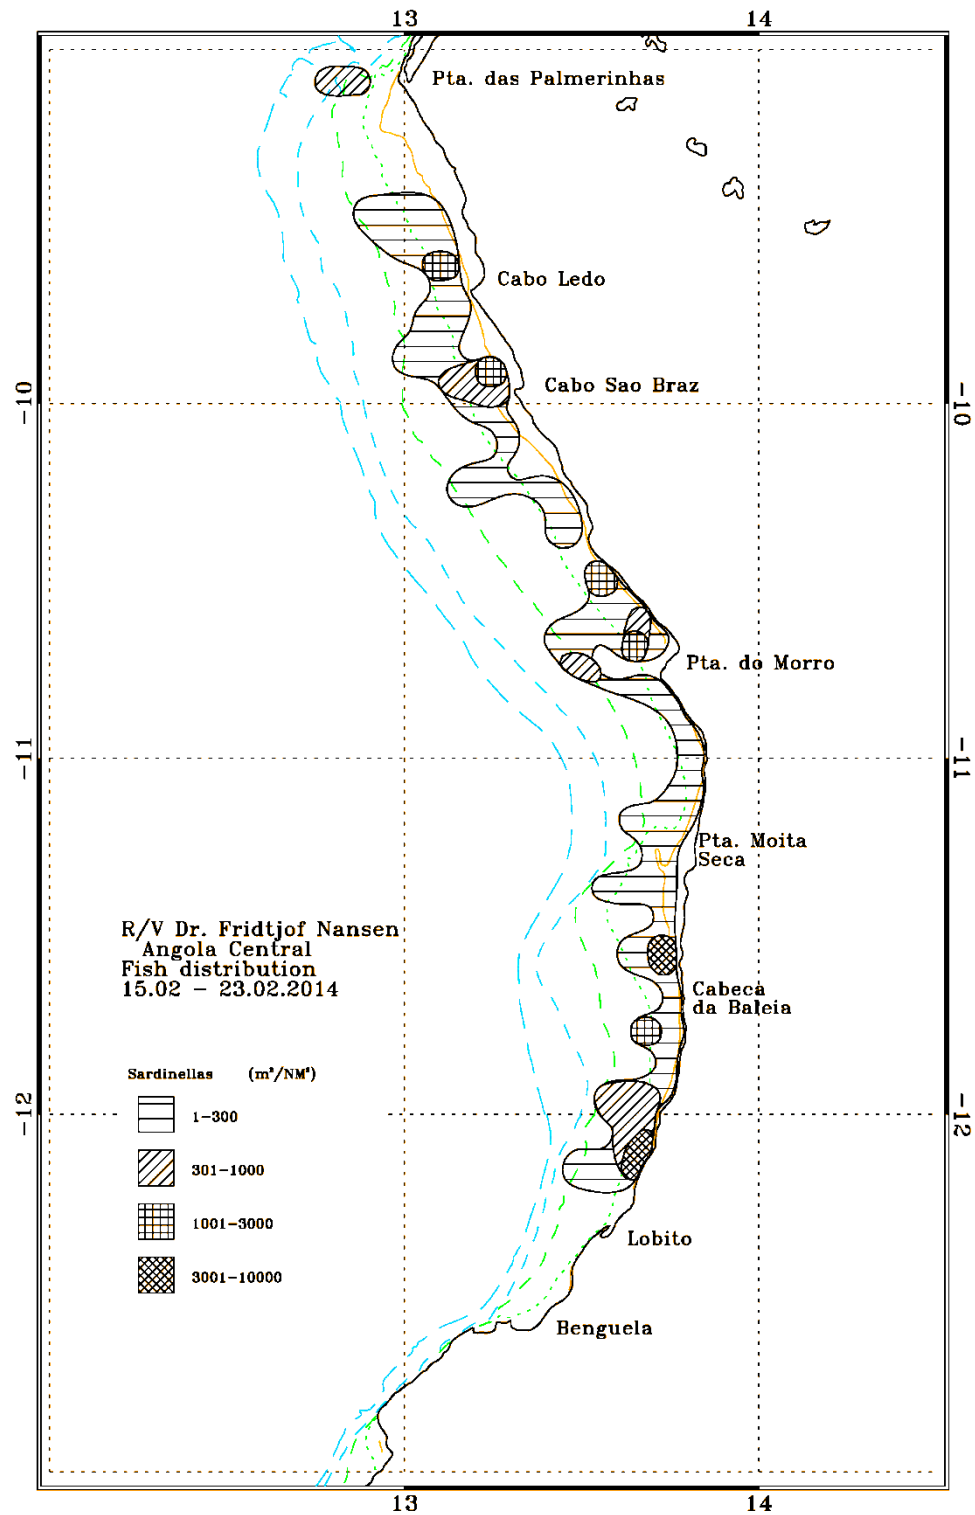 13 14
Pta. das Palmerinhas
Cabo Ledo
Cabo Sao Braz
-10 -10
Pta. do Morro
-11 -11
Pta. Moita
Seca
R/V Dr. Fridtjof Nansen
Angola Central
Fish distribution
15.02 - 23.02.2014
Cabeca
da Baleia
Sardinellas (m²/NM²)
1-300
-12 -12
301-1000
1001-3000
3001-10000
Lobito
Benguela
13 14